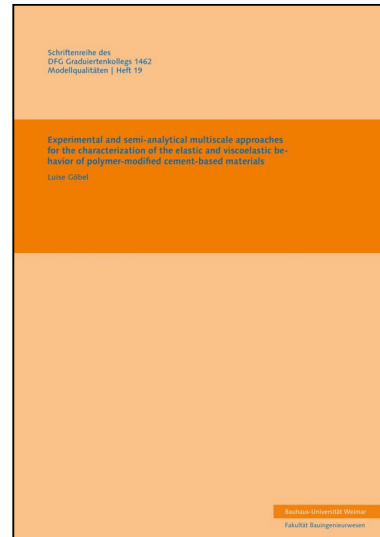 Schriftenreihe des
DFG Graduiertenkollegs 1462
Modellqualitäten | Heft 19
Experimental and semi-analytical multiscale approaches
for the characterization of the elastic and viscoelastic be-
havior of polymer-modified cement-based materials
Luise Göbel
Bauhaus-Universität Weimar
Fakultät Bauingenieurwesen